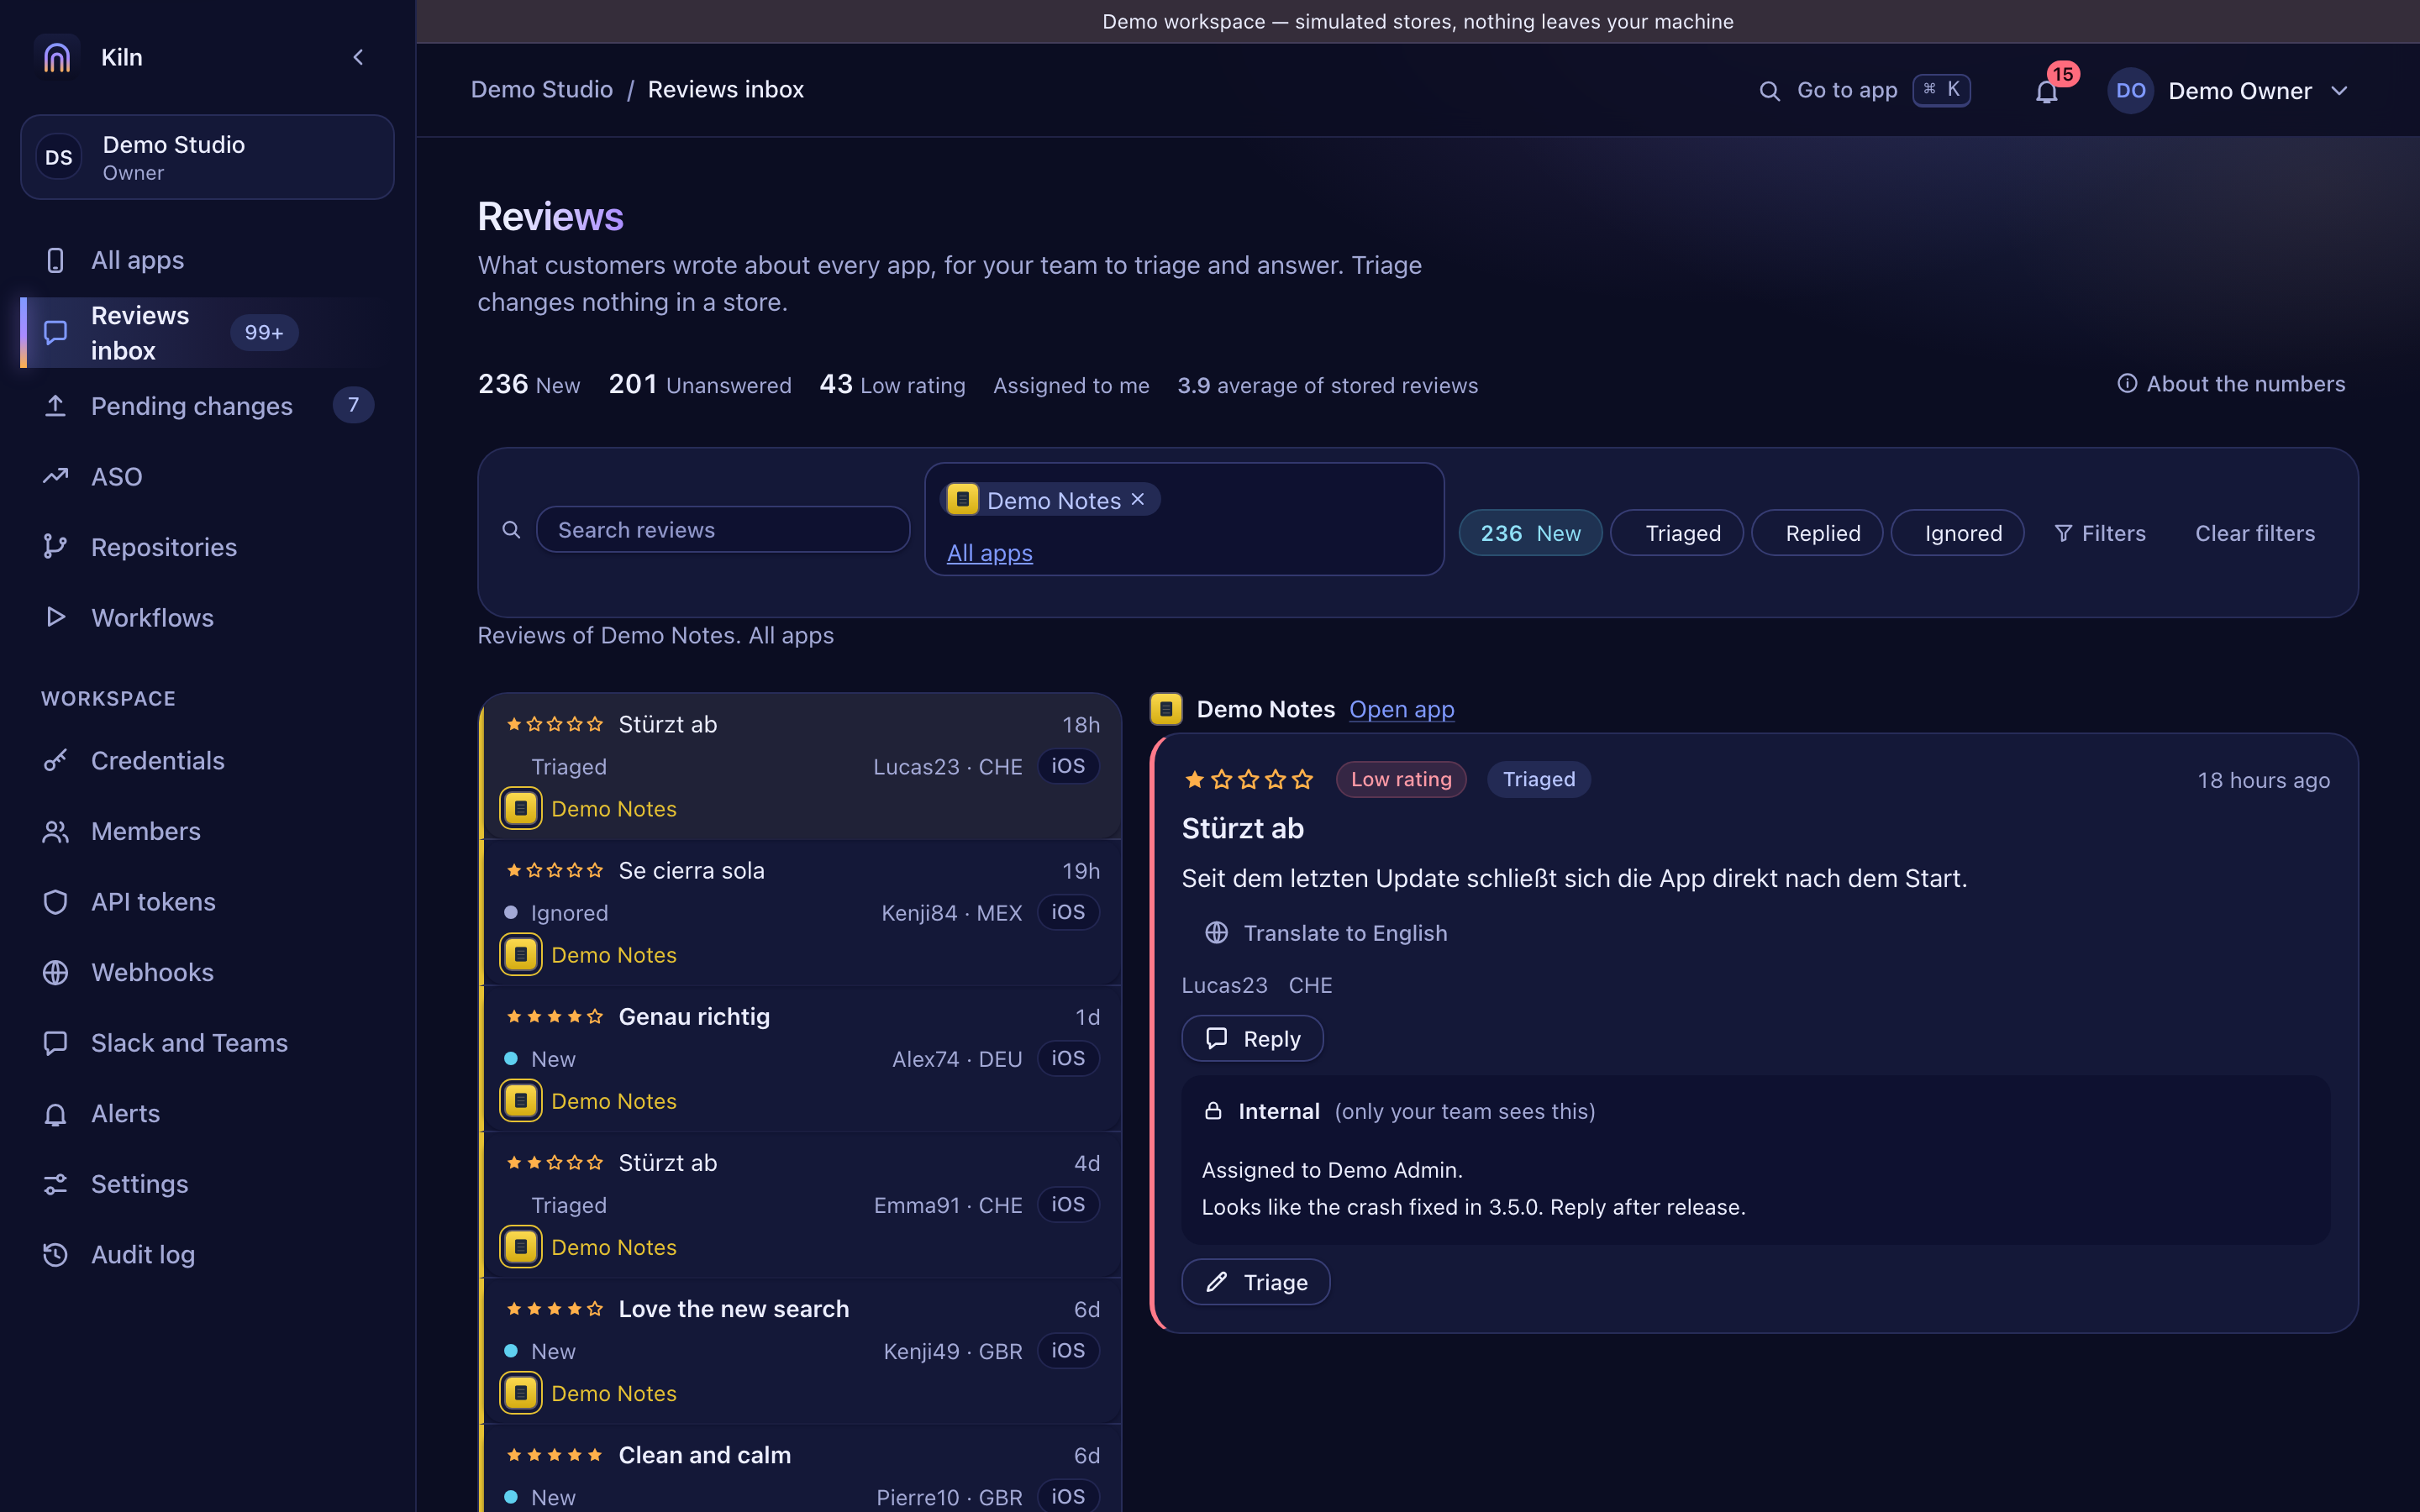 Demo workspace — simulated stores, nothing leaves your machine
Kiln
DS
Demo Studio
Owner
All apps
Reviews
inbox
99+
Pending changes
7
ASO
Repositories
Workflows
WORKSPACE
Credentials
Members
API tokens
Webhooks
Slack and Teams
Alerts
Settings
Audit log
Demo Studio / Reviews inbox
Go to app ⌘ K
15
DO
Demo Owner
Reviews
What customers wrote about every app, for your team to triage and answer. Triage
changes nothing in a store.
236 New 201 Unanswered 43 Low rating Assigned to me 3.9 average of stored reviews
About the numbers
Search reviews
Demo Notes
All apps
236 New
Triaged
Replied
Ignored
Filters
Clear filters
Reviews of Demo Notes. All apps
Stürzt ab 18h
Triaged Lucas23 · CHE iOS
Demo Notes
Se cierra sola 19h
Ignored Kenji84 · MEX iOS
Demo Notes
Genau richtig 1d
New Alex74 · DEU iOS
Demo Notes
Stürzt ab 4d
Triaged Emma91 · CHE iOS
Demo Notes
Love the new search 6d
New Kenji49 · GBR iOS
Demo Notes
Clean and calm 6d
New Pierre10 · GBR iOS
Demo Notes Open app
Low rating Triaged 18 hours ago
Stürzt ab
Seit dem letzten Update schließt sich die App direkt nach dem Start.
Translate to English
Lucas23 CHE
Reply
Internal (only your team sees this)
Assigned to Demo Admin.
Looks like the crash fixed in 3.5.0. Reply after release.
Triage